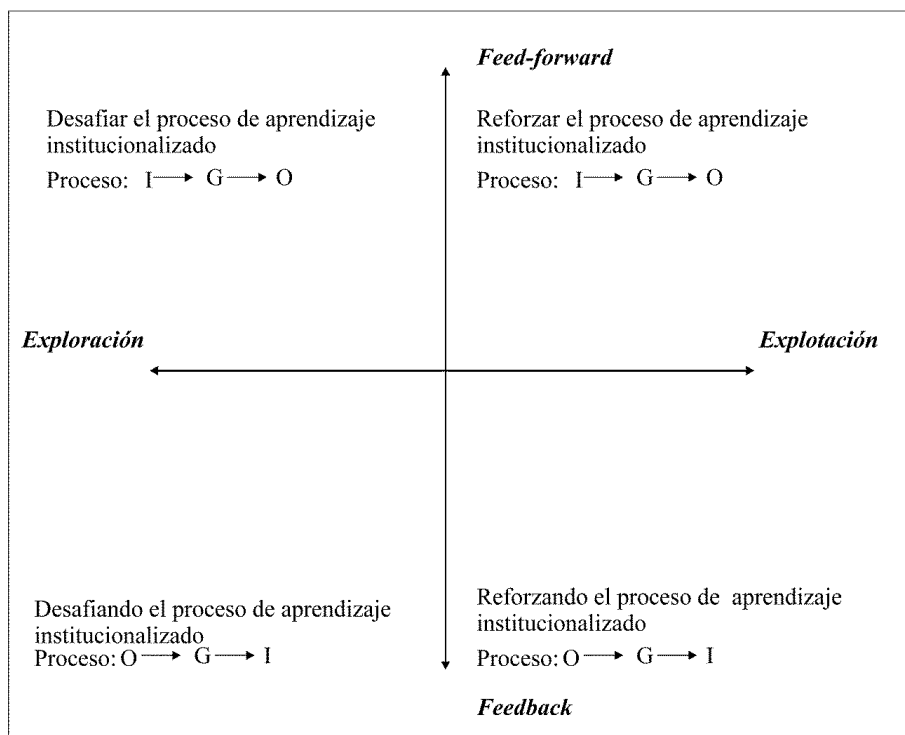 Feed-forward
Desafiar el proceso de aprendizaje
institucionalizado
Proceso: I → G → O
Reforzar el proceso de aprendizaje
institucionalizado
Proceso: I → G → O
Exploración
Explotación
Desafiando el proceso de aprendizaje
institucionalizado
Proceso: O → G → I
Reforzando el proceso de aprendizaje
institucionalizado
Proceso: O → G → I
Feedback